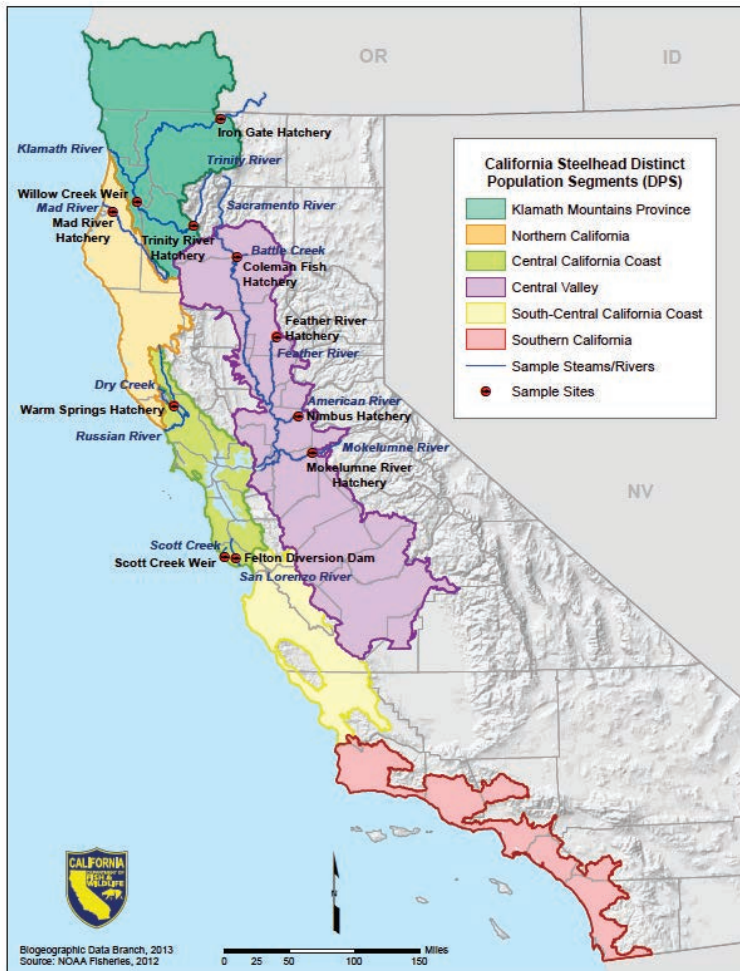 OR
ID
Iron Gate Hatchery
Klamath River
Trinity River
Willow Creek Weir
Sacramento River
Mad River
Mad River
Hatchery
Trinity River
Hatchery
Battle Creek
Coleman Fish
Hatchery
Feather River
Hatchery
Feather River
Dry Creek
American River
Warm Springs Hatchery
Nimbus Hatchery
Russian River
Mokelumne River
Mokelumne River
Hatchery
NV
Scott Creek
Scott Creek Weir
Felton Diversion Dam
San Lorenzo River
California Steelhead Distinct
Population Segments (DPS)
Klamath Mountains Province
Northern California
Central California Coast
Central Valley
South-Central California Coast
Southern California
Sample Steams/Rivers
Sample Sites
CALIFORNIA
DEPARTMENT OF
FISH &
WILDLIFE
N
Biogeographic Data Branch, 2013
Source: NOAA Fisheries, 2012
Miles
0 25 50 100 150